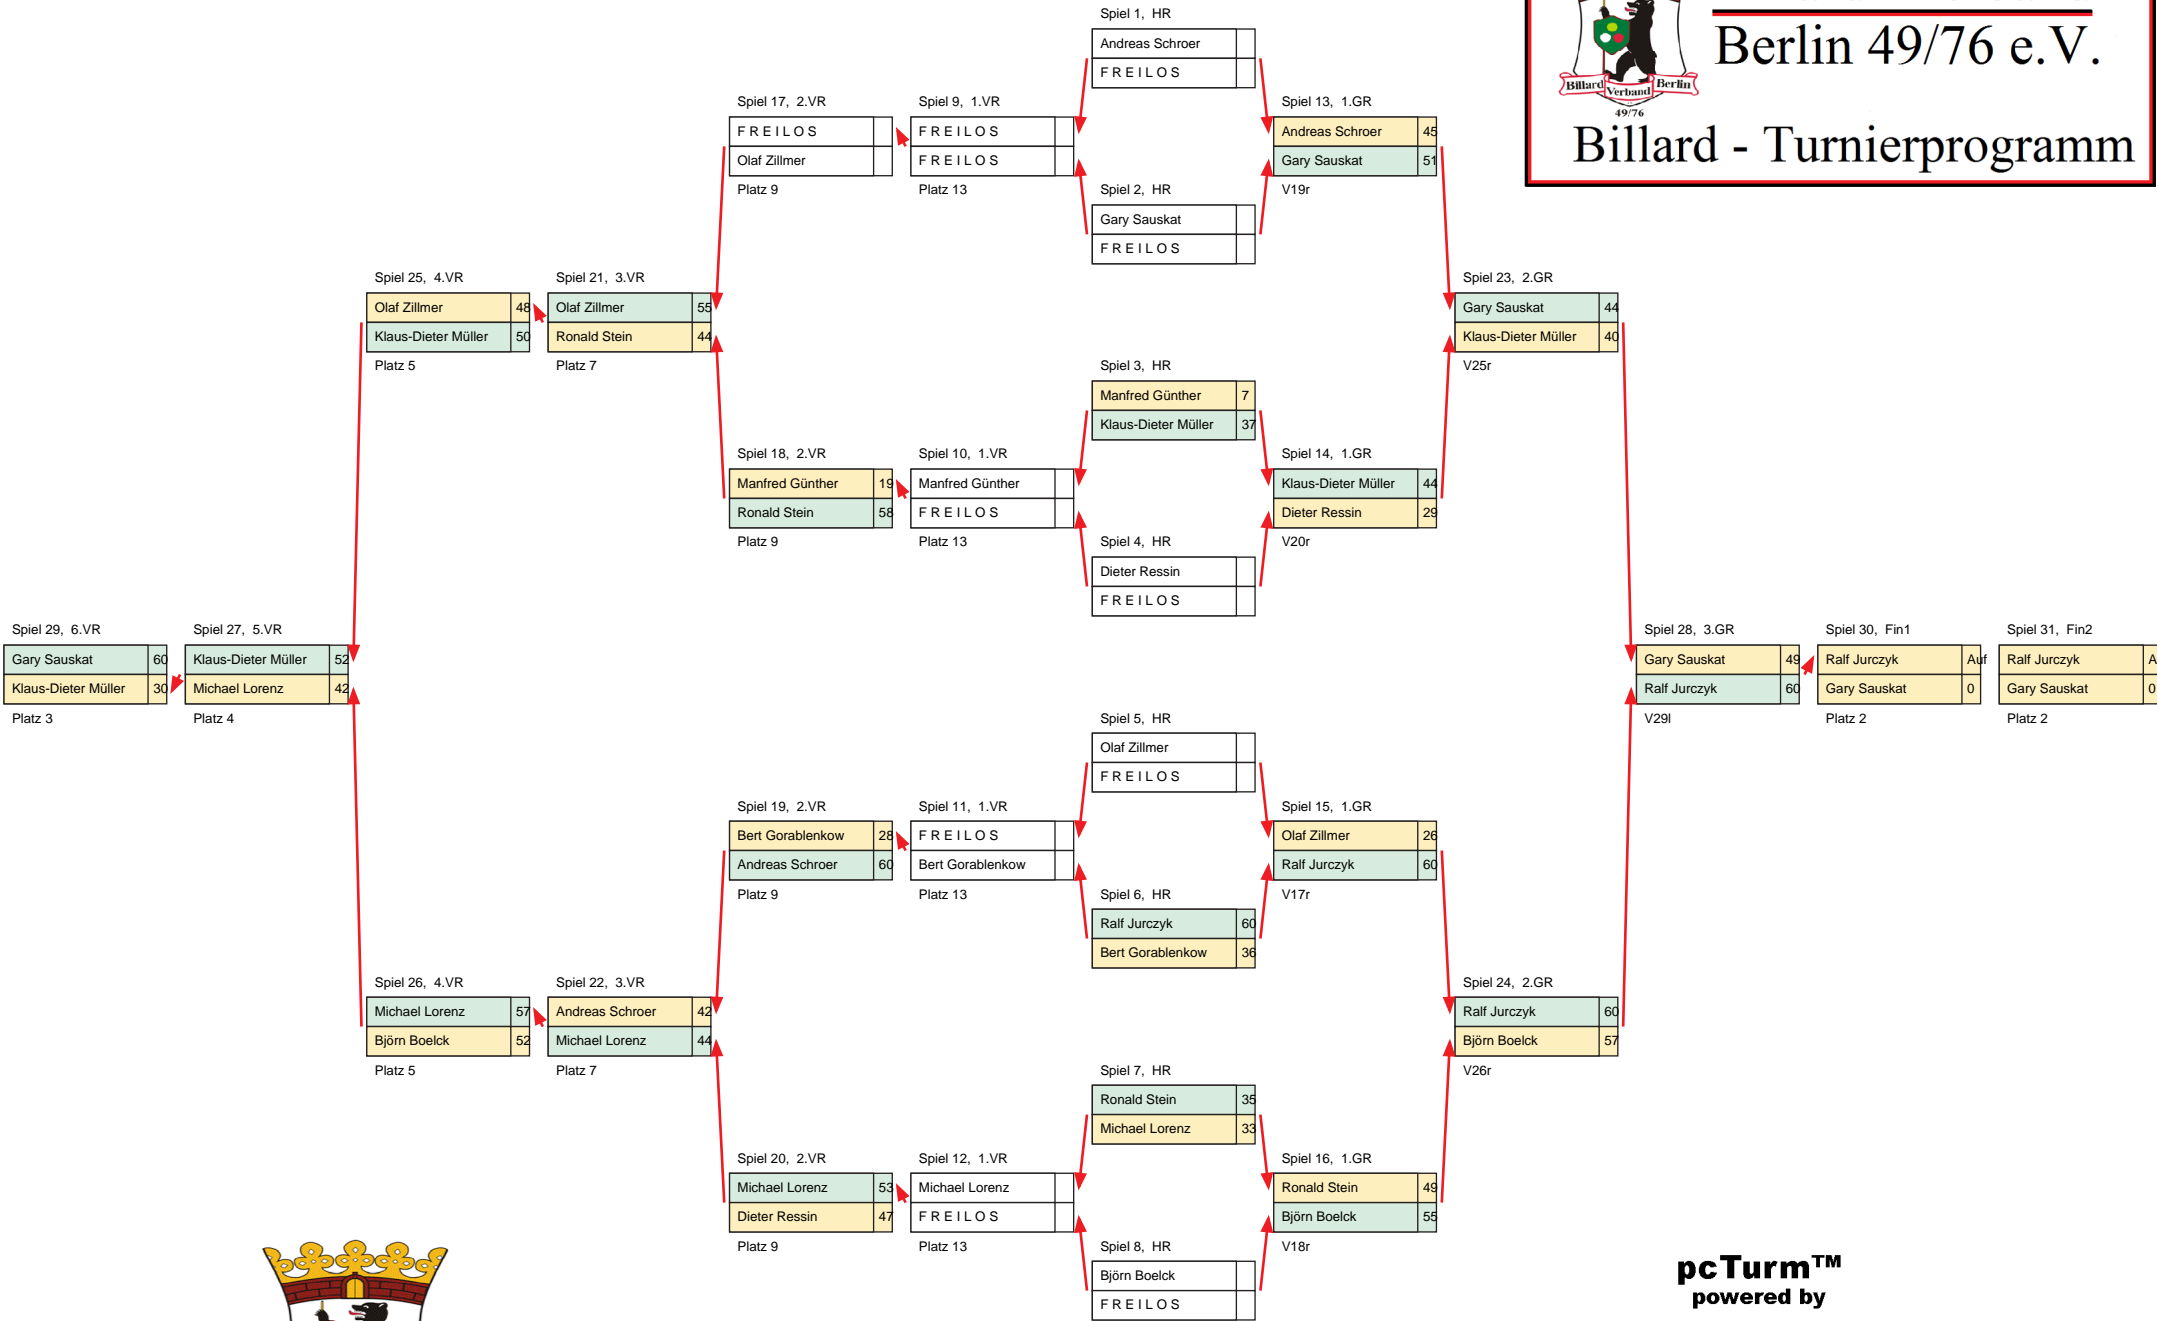 Berlin 49/76 e.V.
Billard Verband Berlin
49/76
Billard - Turnierprogramm
Spiel 1, HR
Andreas Schroer
FREILOS
Spiel 17, 2.VR
FREILOS
Olaf Zillmer
Platz 9
Spiel 9, 1.VR
FREILOS
FREILOS
Platz 13
Spiel 13, 1.GR
Andreas Schroer 45
Gary Sauskat 51
V19r
Spiel 2, HR
Gary Sauskat
FREILOS
Spiel 25, 4.VR
Olaf Zillmer 48
Klaus-Dieter Müller 50
Platz 5
Spiel 21, 3.VR
Olaf Zillmer 55
Ronald Stein 44
Platz 7
Spiel 23, 2.GR
Gary Sauskat 44
Klaus-Dieter Müller 40
V25r
Spiel 3, HR
Manfred Günther 7
Klaus-Dieter Müller 37
Spiel 18, 2.VR
Manfred Günther 19
Ronald Stein 58
Platz 9
Spiel 10, 1.VR
Manfred Günther
FREILOS
Platz 13
Spiel 14, 1.GR
Klaus-Dieter Müller 44
Dieter Ressin 29
V20r
Spiel 4, HR
Dieter Ressin
FREILOS
Spiel 29, 6.VR
Gary Sauskat 60
Klaus-Dieter Müller 30
Platz 3
Spiel 27, 5.VR
Klaus-Dieter Müller 52
Michael Lorenz 42
Platz 4
Spiel 28, 3.GR
Gary Sauskat 49
Ralf Jurczyk 60
V29l
Spiel 30, Fin1
Ralf Jurczyk Auf
Gary Sauskat 0
Platz 2
Spiel 31, Fin2
Ralf Jurczyk A
Gary Sauskat 0
Platz 2
Spiel 5, HR
Olaf Zillmer
FREILOS
Spiel 19, 2.VR
Bert Gorablenkow 28
Andreas Schroer 60
Platz 9
Spiel 11, 1.VR
FREILOS
Bert Gorablenkow
Platz 13
Spiel 15, 1.GR
Olaf Zillmer 26
Ralf Jurczyk 60
V17r
Spiel 6, HR
Ralf Jurczyk 60
Bert Gorablenkow 36
Spiel 26, 4.VR
Michael Lorenz 57
Björn Boelck 52
Platz 5
Spiel 22, 3.VR
Andreas Schroer 42
Michael Lorenz 44
Platz 7
Spiel 24, 2.GR
Ralf Jurczyk 60
Björn Boelck 57
V26r
Spiel 7, HR
Ronald Stein 35
Michael Lorenz 33
Spiel 20, 2.VR
Michael Lorenz 53
Dieter Ressin 47
Platz 9
Spiel 12, 1.VR
Michael Lorenz
FREILOS
Platz 13
Spiel 16, 1.GR
Ronald Stein 49
Björn Boelck 55
V18r
Spiel 8, HR
Björn Boelck
FREILOS
pcTurm™
powered by